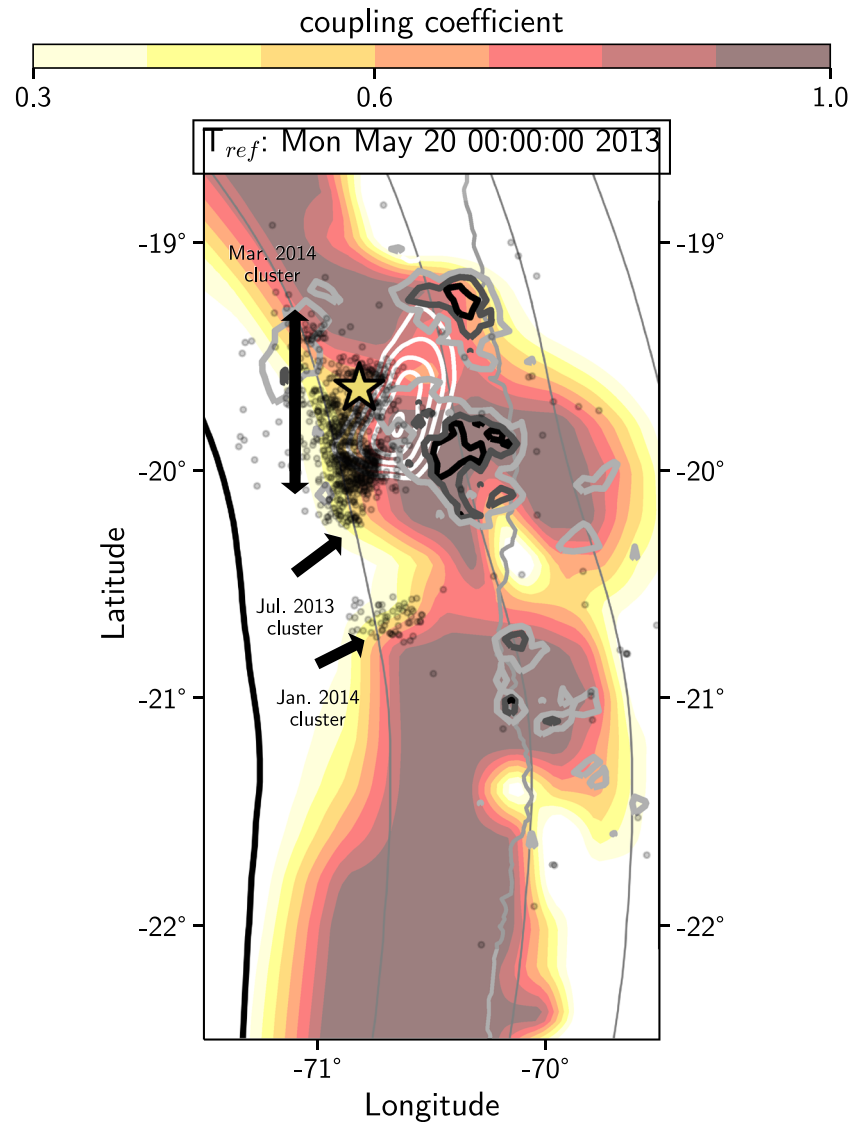 coupling coefficient
0.3 0.6 1.0
T_ref: Mon May 20 00:00:00 2013
-19° -19°
Mar. 2014
cluster
-20° -20°
Jul. 2013
cluster
-21° -21°
Jan. 2014
cluster
-22° -22°
Latitude
-71° -70°
Longitude